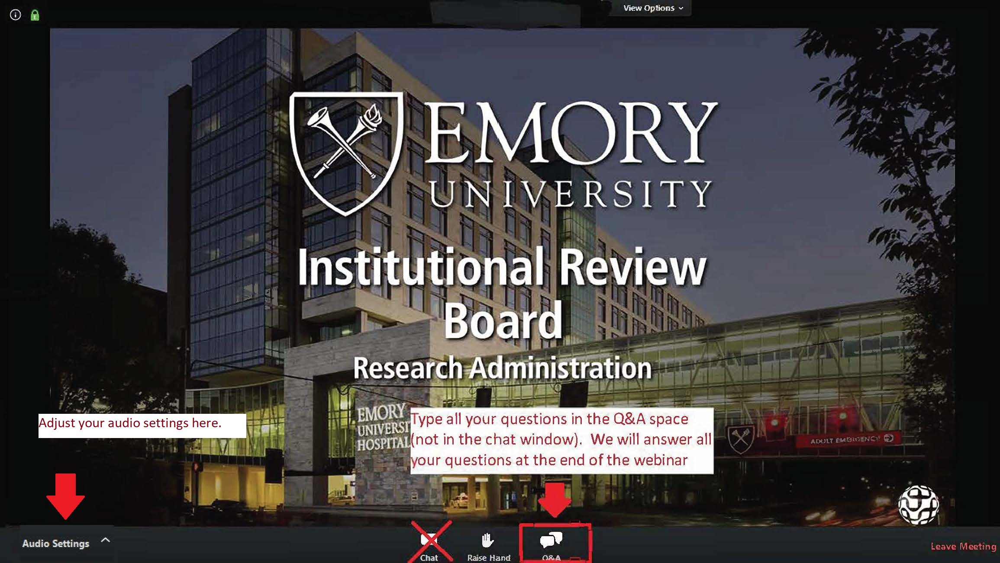 View Options
EMORY
UNIVERSITY
Institutional Review
Board
Research Administration
EMORY
UNIVERSI
HOSPITAL
Adjust your audio settings here.
Type all your questions in the Q&A space
(not in the chat window).  We will answer all
your questions at the end of the webinar
ADULT EMERGENCY
Audio Settings
Chat
Raise Hand
Q&A
Leave Meeting